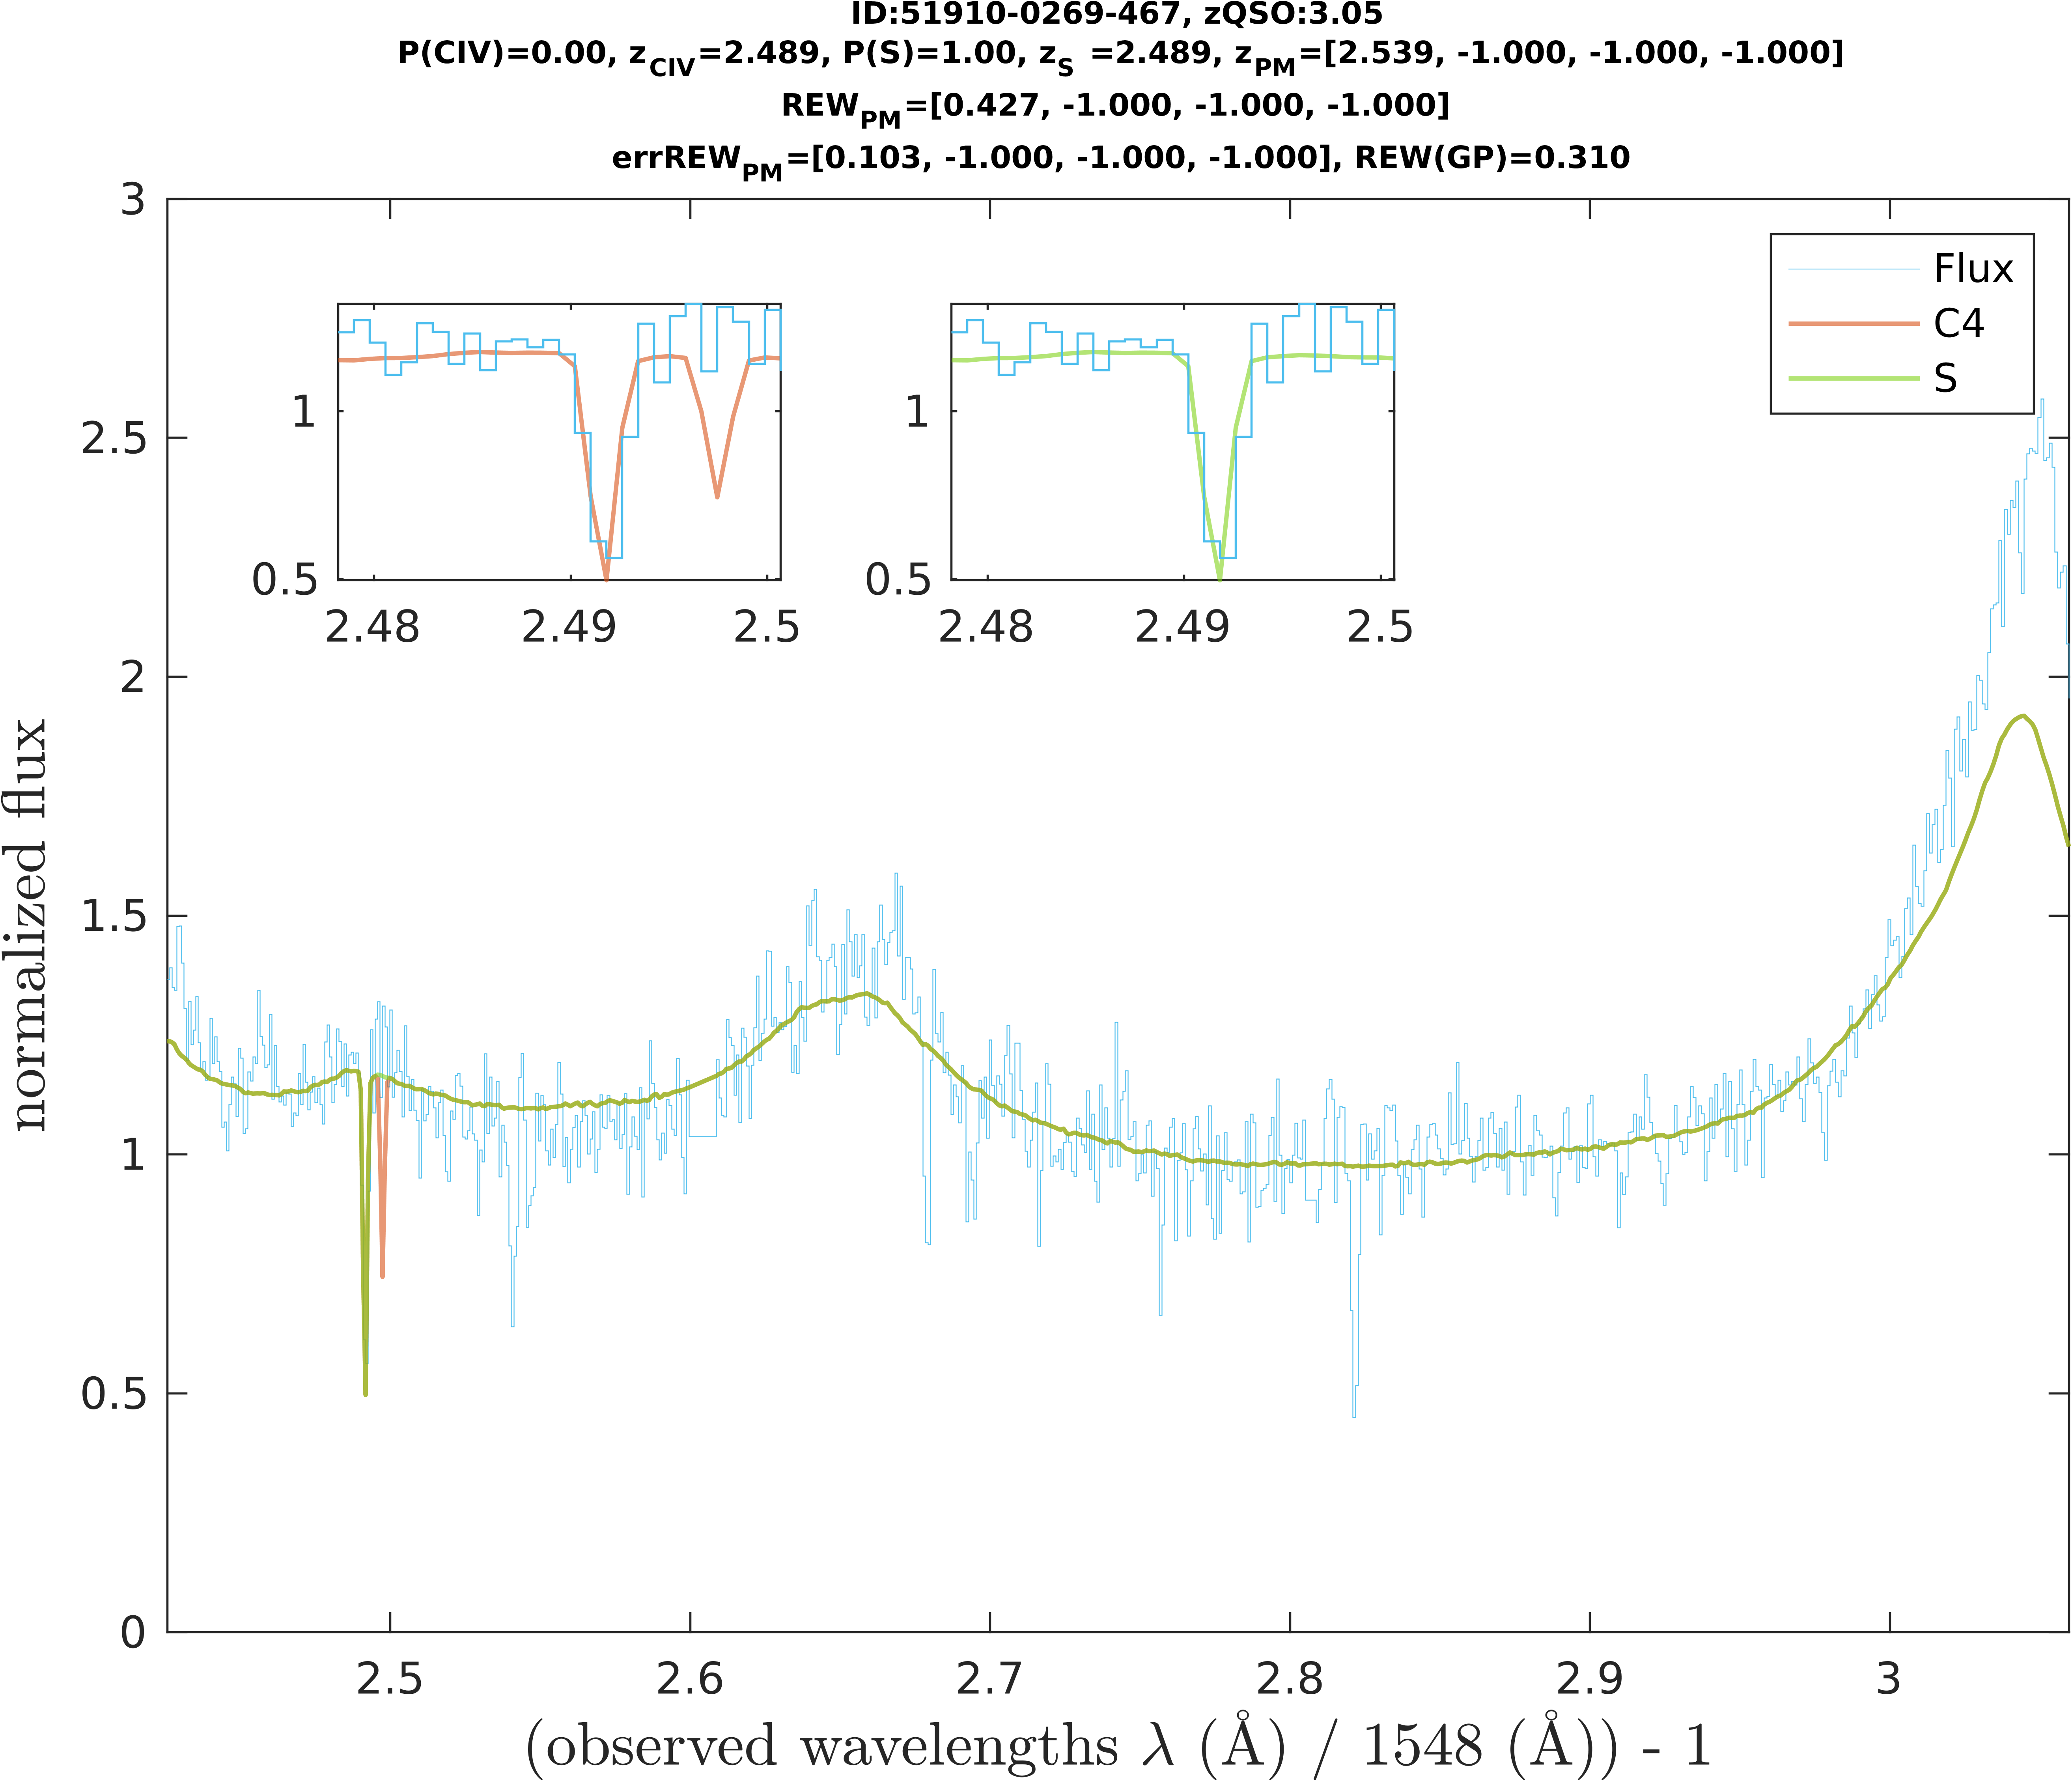 ID:51910-0269-467, zQSO:3.05
P(CIV)=0.00, zCIV=2.489, P(S)=1.00, zS =2.489, zPM=[2.539, -1.000, -1.000, -1.000]
REWPM=[0.427, -1.000, -1.000, -1.000]
errREWPM=[0.103, -1.000, -1.000, -1.000], REW(GP)=0.310
3
2.5
2
1.5
1
0.5
0
normalized flux
Flux
C4
S
1
0.5
2.48 2.49 2.5
1
0.5
2.48 2.49 2.5
2.5 2.6 2.7 2.8 2.9 3
(observed wavelengths λ (Å) / 1548 (Å)) - 1